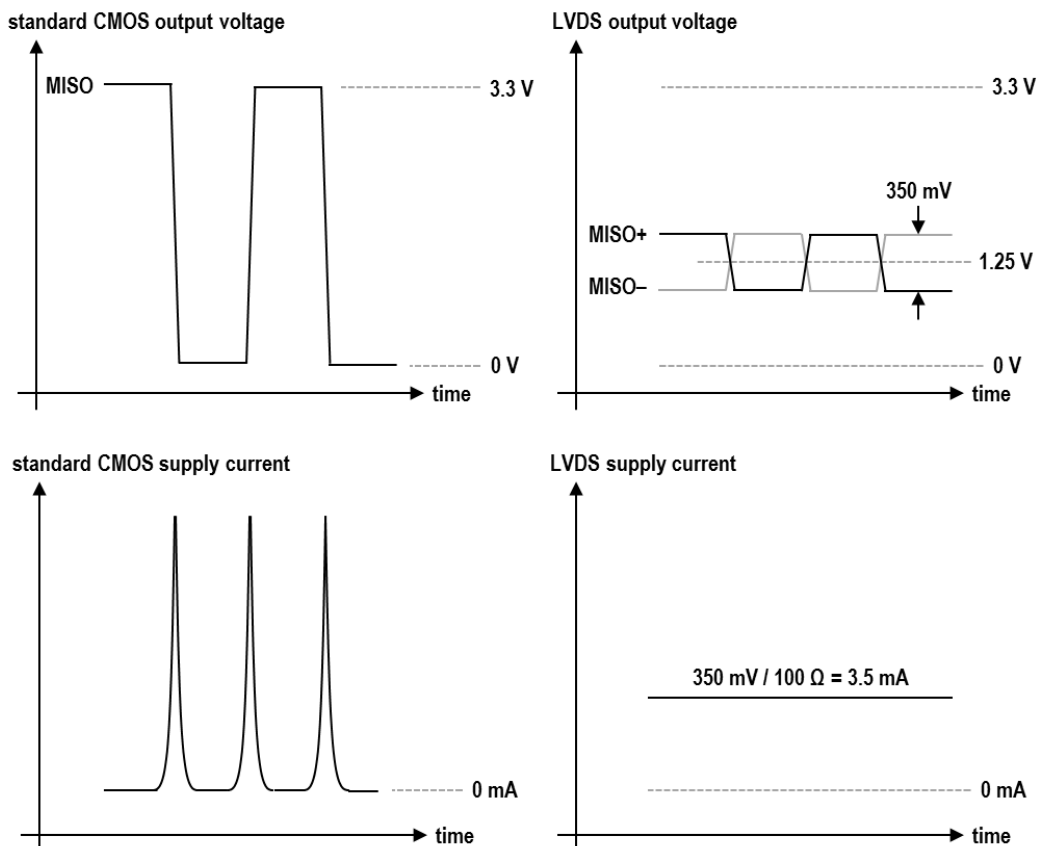 standard CMOS output voltage
MISO
3.3 V
0 V
time
LVDS output voltage
3.3 V
350 mV
MISO+
1.25 V
MISO–
0 V
time
standard CMOS supply current
0 mA
time
LVDS supply current
350 mV / 100 Ω = 3.5 mA
0 mA
time